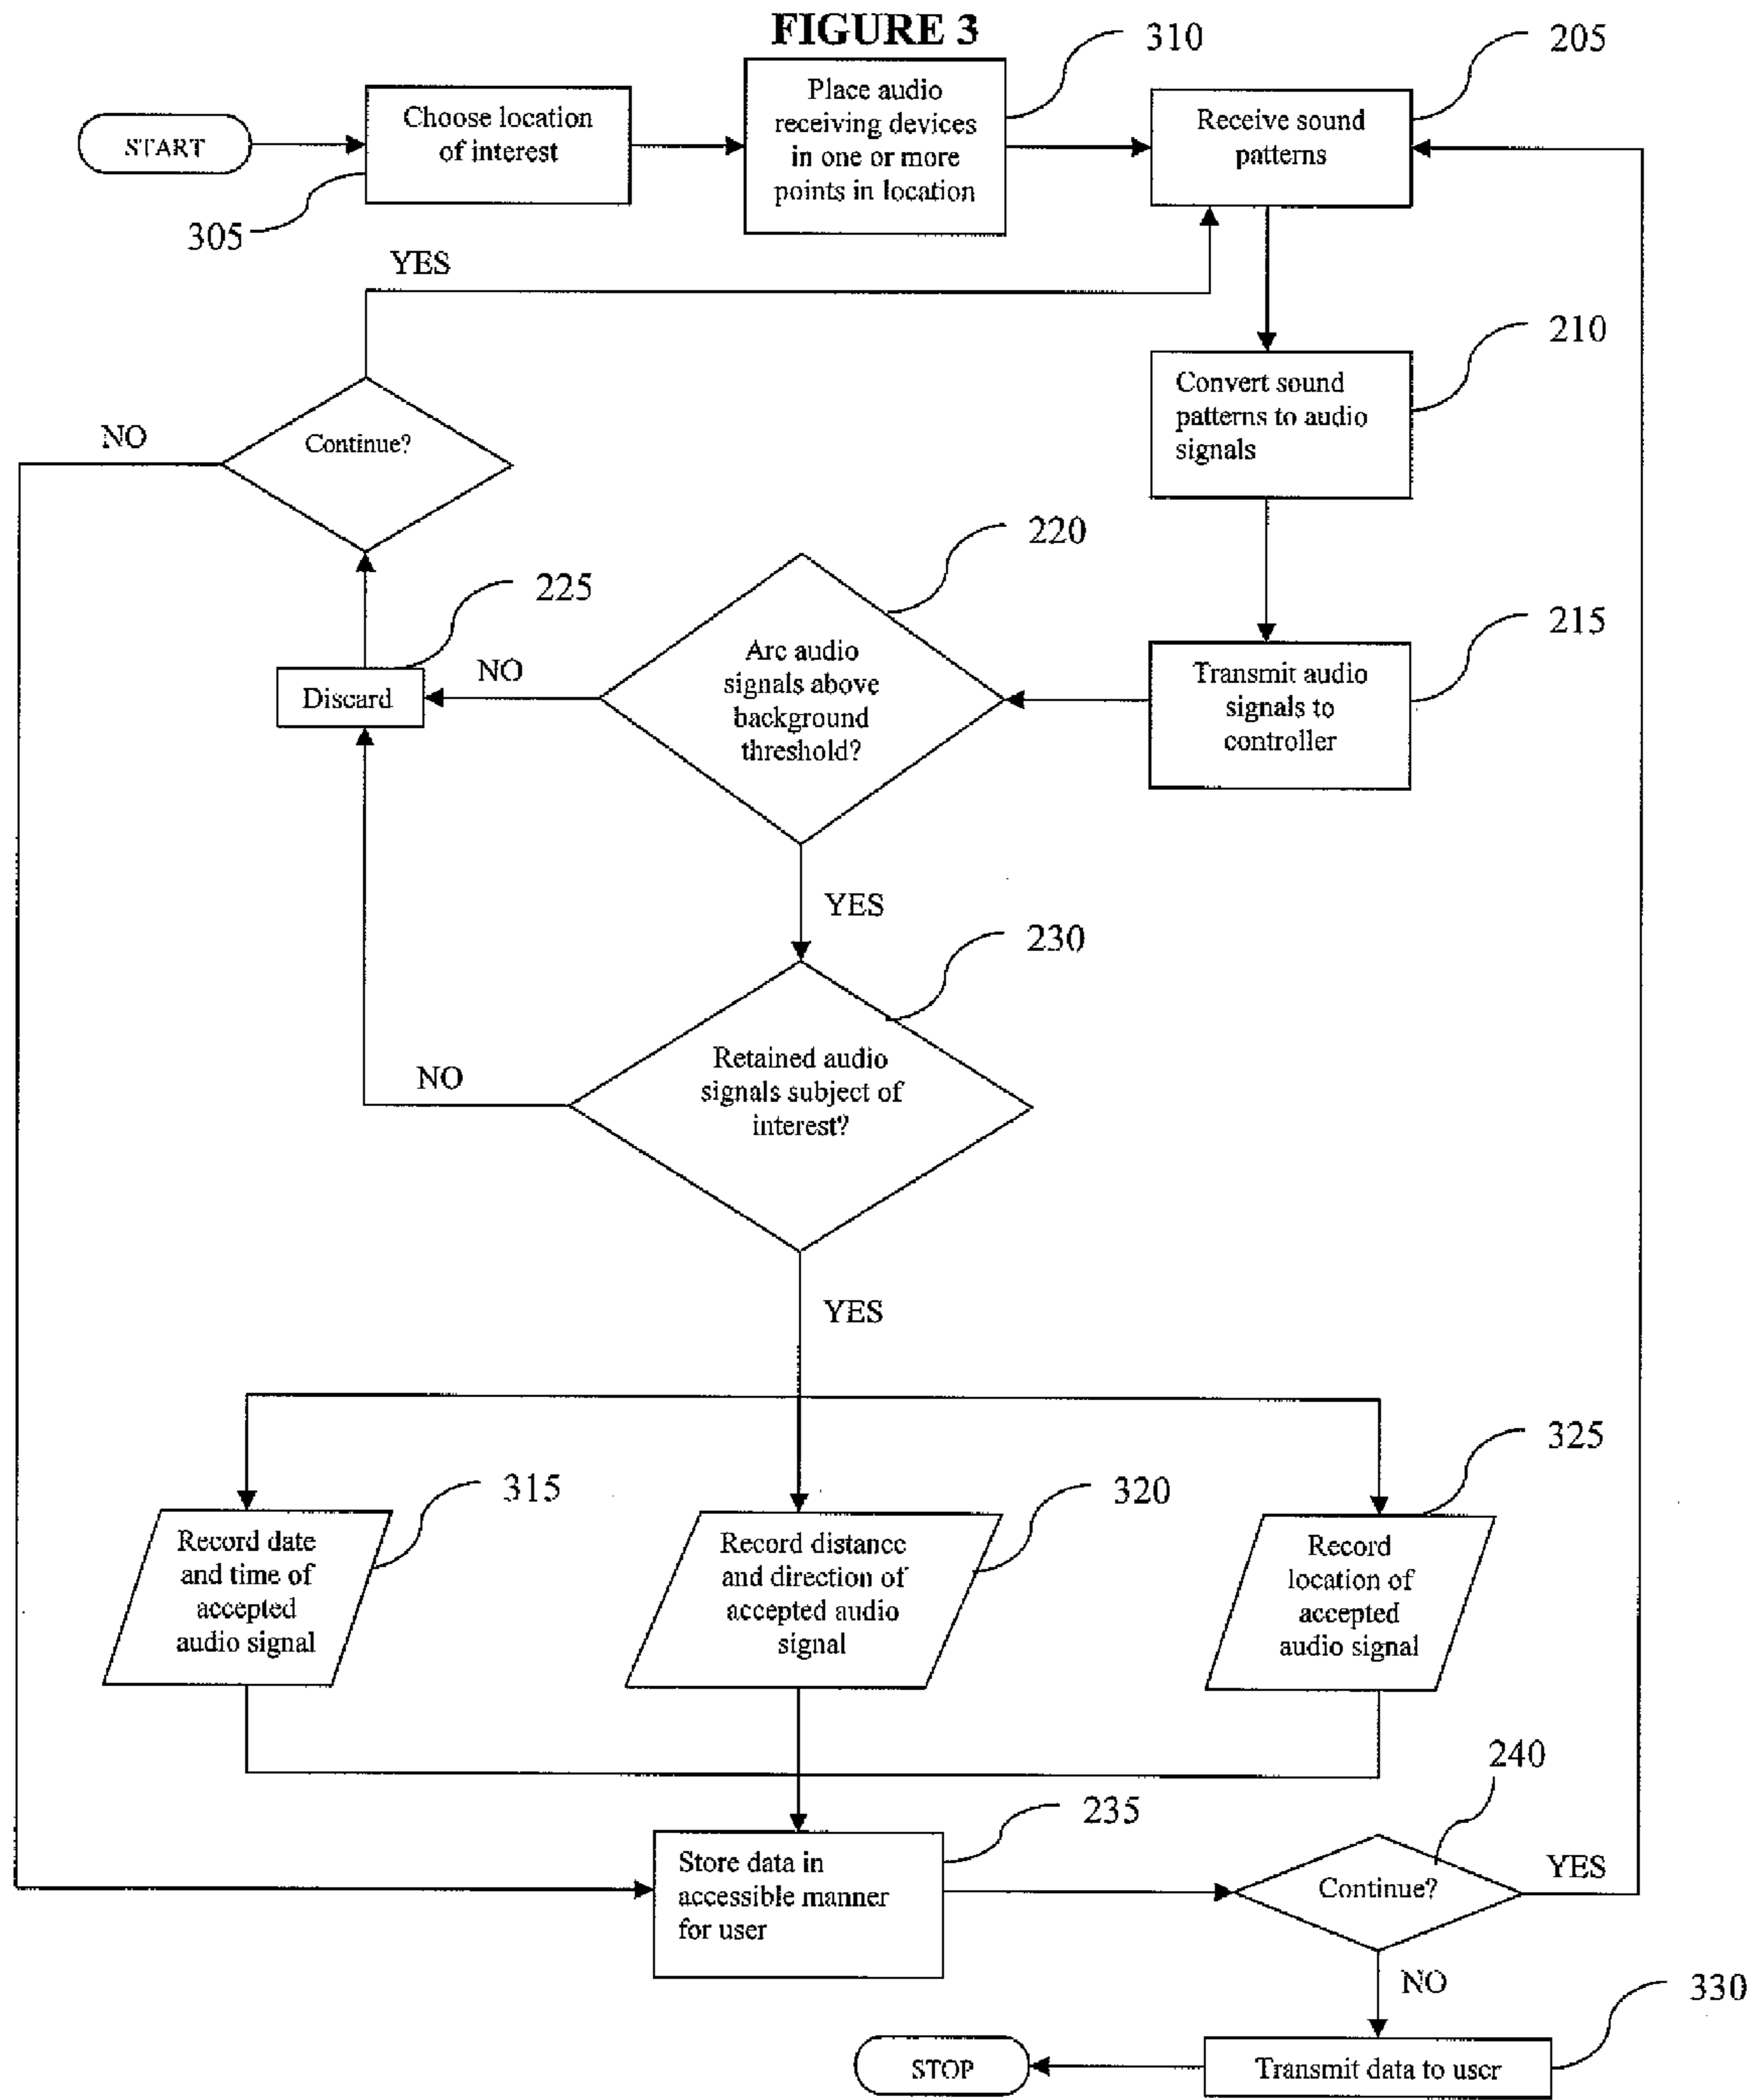 FIGURE 3
310
205
START
Choose location
of interest
Place audio
receiving devices
in one or more
points in location
Receive sound
patterns
305
YES
210
Convert sound
patterns to audio
signals
NO
Continue?
220
225
215
Are audio
signals above
background
threshold?
NO
Discard
Transmit audio
signals to
controller
YES
230
Retained audio
signals subject of
interest?
NO
YES
325
315
320
Record date
and time of
accepted
audio signal
Record distance
and direction of
accepted audio
signal
Record
location of
accepted
audio signal
240
235
Store data in
accessible manner
for user
Continue?
YES
NO
330
STOP
Transmit data to user